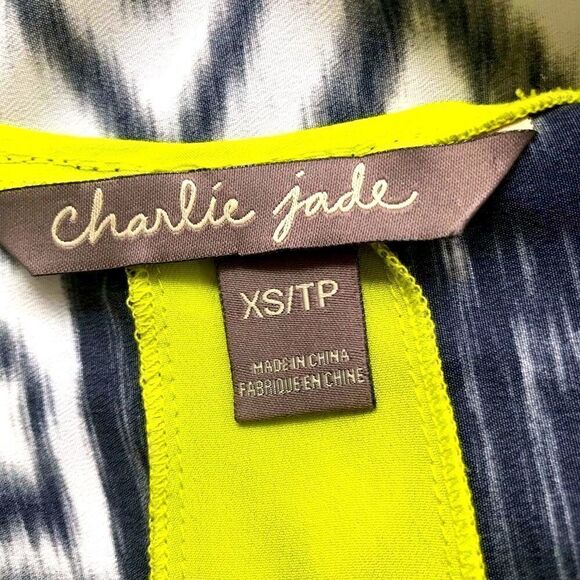 charlie jade
XS/TP
MADE IN CHINA
FABRIQUE EN CHINE